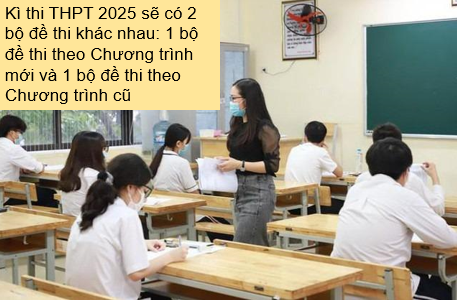 Kì thi THPT 2025 sẽ có 2
bộ đề thi khác nhau: 1 bộ
đề thi theo Chương trình
mới và 1 bộ đề thi theo
Chương trình cũ